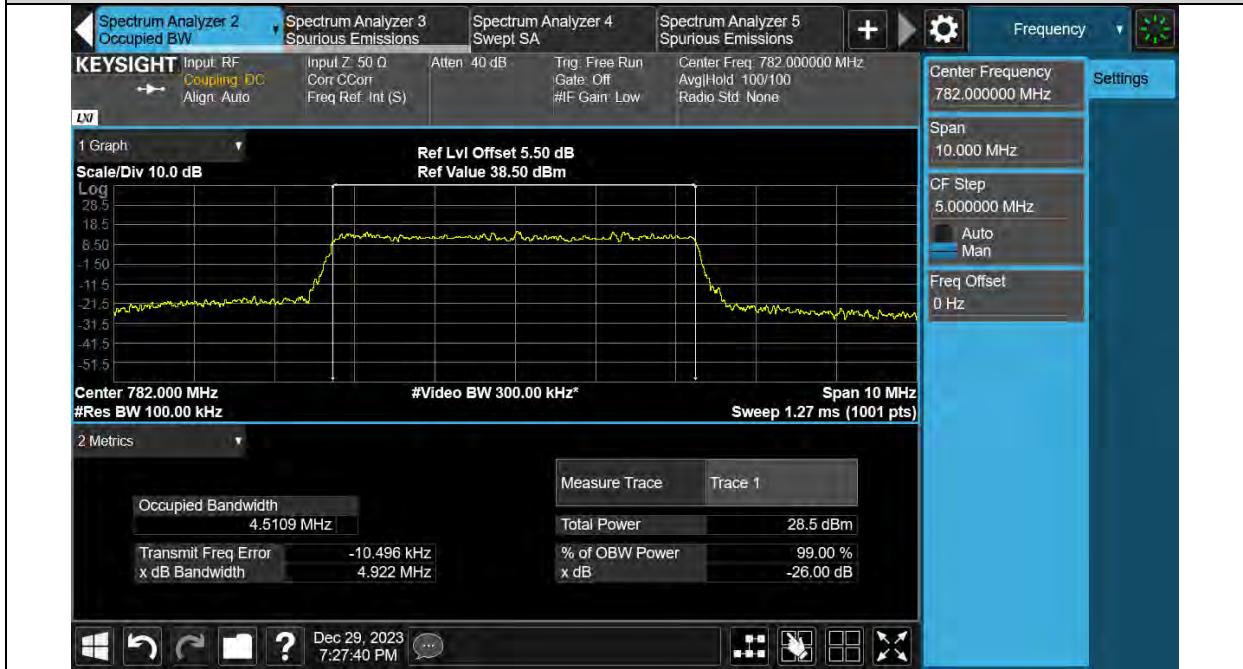 Spectrum Analyzer 2
Occupied BW
Spectrum Analyzer 3
Spurious Emissions
Spectrum Analyzer 4
Swept SA
Spectrum Analyzer 5
Spurious Emissions
+
Frequency
KEYSIGHT
Input: RF
Coupling: DC
Align: Auto
Input Z: 50 Ω
Corr CCorr
Freq Ref: Int (S)
Atten: 40 dB
Trig: Free Run
Gate: Off
#IF Gain: Low
Center Freq: 782.000000 MHz
Avg|Hold: 100/100
Radio Std: None
LXI
1 Graph
Scale/Div 10.0 dB
Ref Lvl Offset 5.50 dB
Ref Value 38.50 dBm
Log
28.5
18.5
8.50
-1.50
-11.5
-21.5
-31.5
-41.5
-51.5
Center 782.000 MHz
#Res BW 100.00 kHz
#Video BW 300.00 kHz*
Span 10 MHz
Sweep 1.27 ms (1001 pts)
2 Metrics
Measure Trace Trace 1
Occupied Bandwidth
4.5109 MHz
Total Power 28.5 dBm
Transmit Freq Error -10.496 kHz
% of OBW Power 99.00 %
x dB Bandwidth 4.922 MHz
x dB -26.00 dB
Center Frequency
782.000000 MHz
Settings
Span
10.000 MHz
CF Step
5.000000 MHz
Auto
Man
Freq Offset
0 Hz
?
Dec 29, 2023
7:27:40 PM